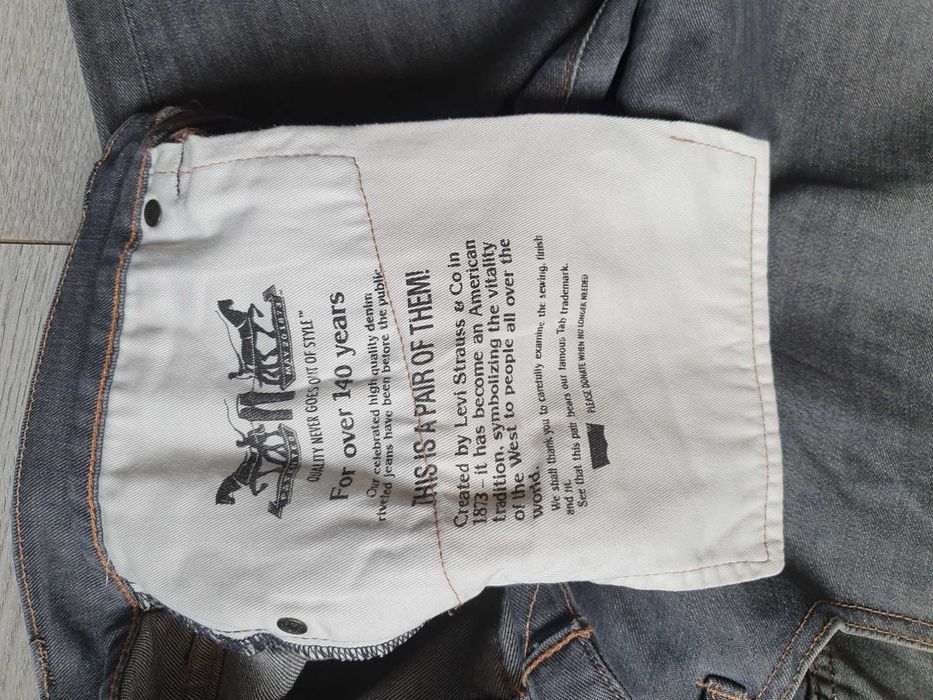 QUALITY NEVER GOES OUT OF STYLE™
For over 140 years
Our celebrated high quality denim
riveted jeans have been before the public
THIS IS A PAIR OF THEM!
Created by Levi Strauss & Co in
1873 - it has become an American
tradition, symbolizing the vitality
of the West to people all over the
world.
We shall thank you to carefully examine the sewing, finish
and fit.
See that this pair bears our famous Tab trademark.
PLEASE DONATE WHEN NO LONGER NEEDED